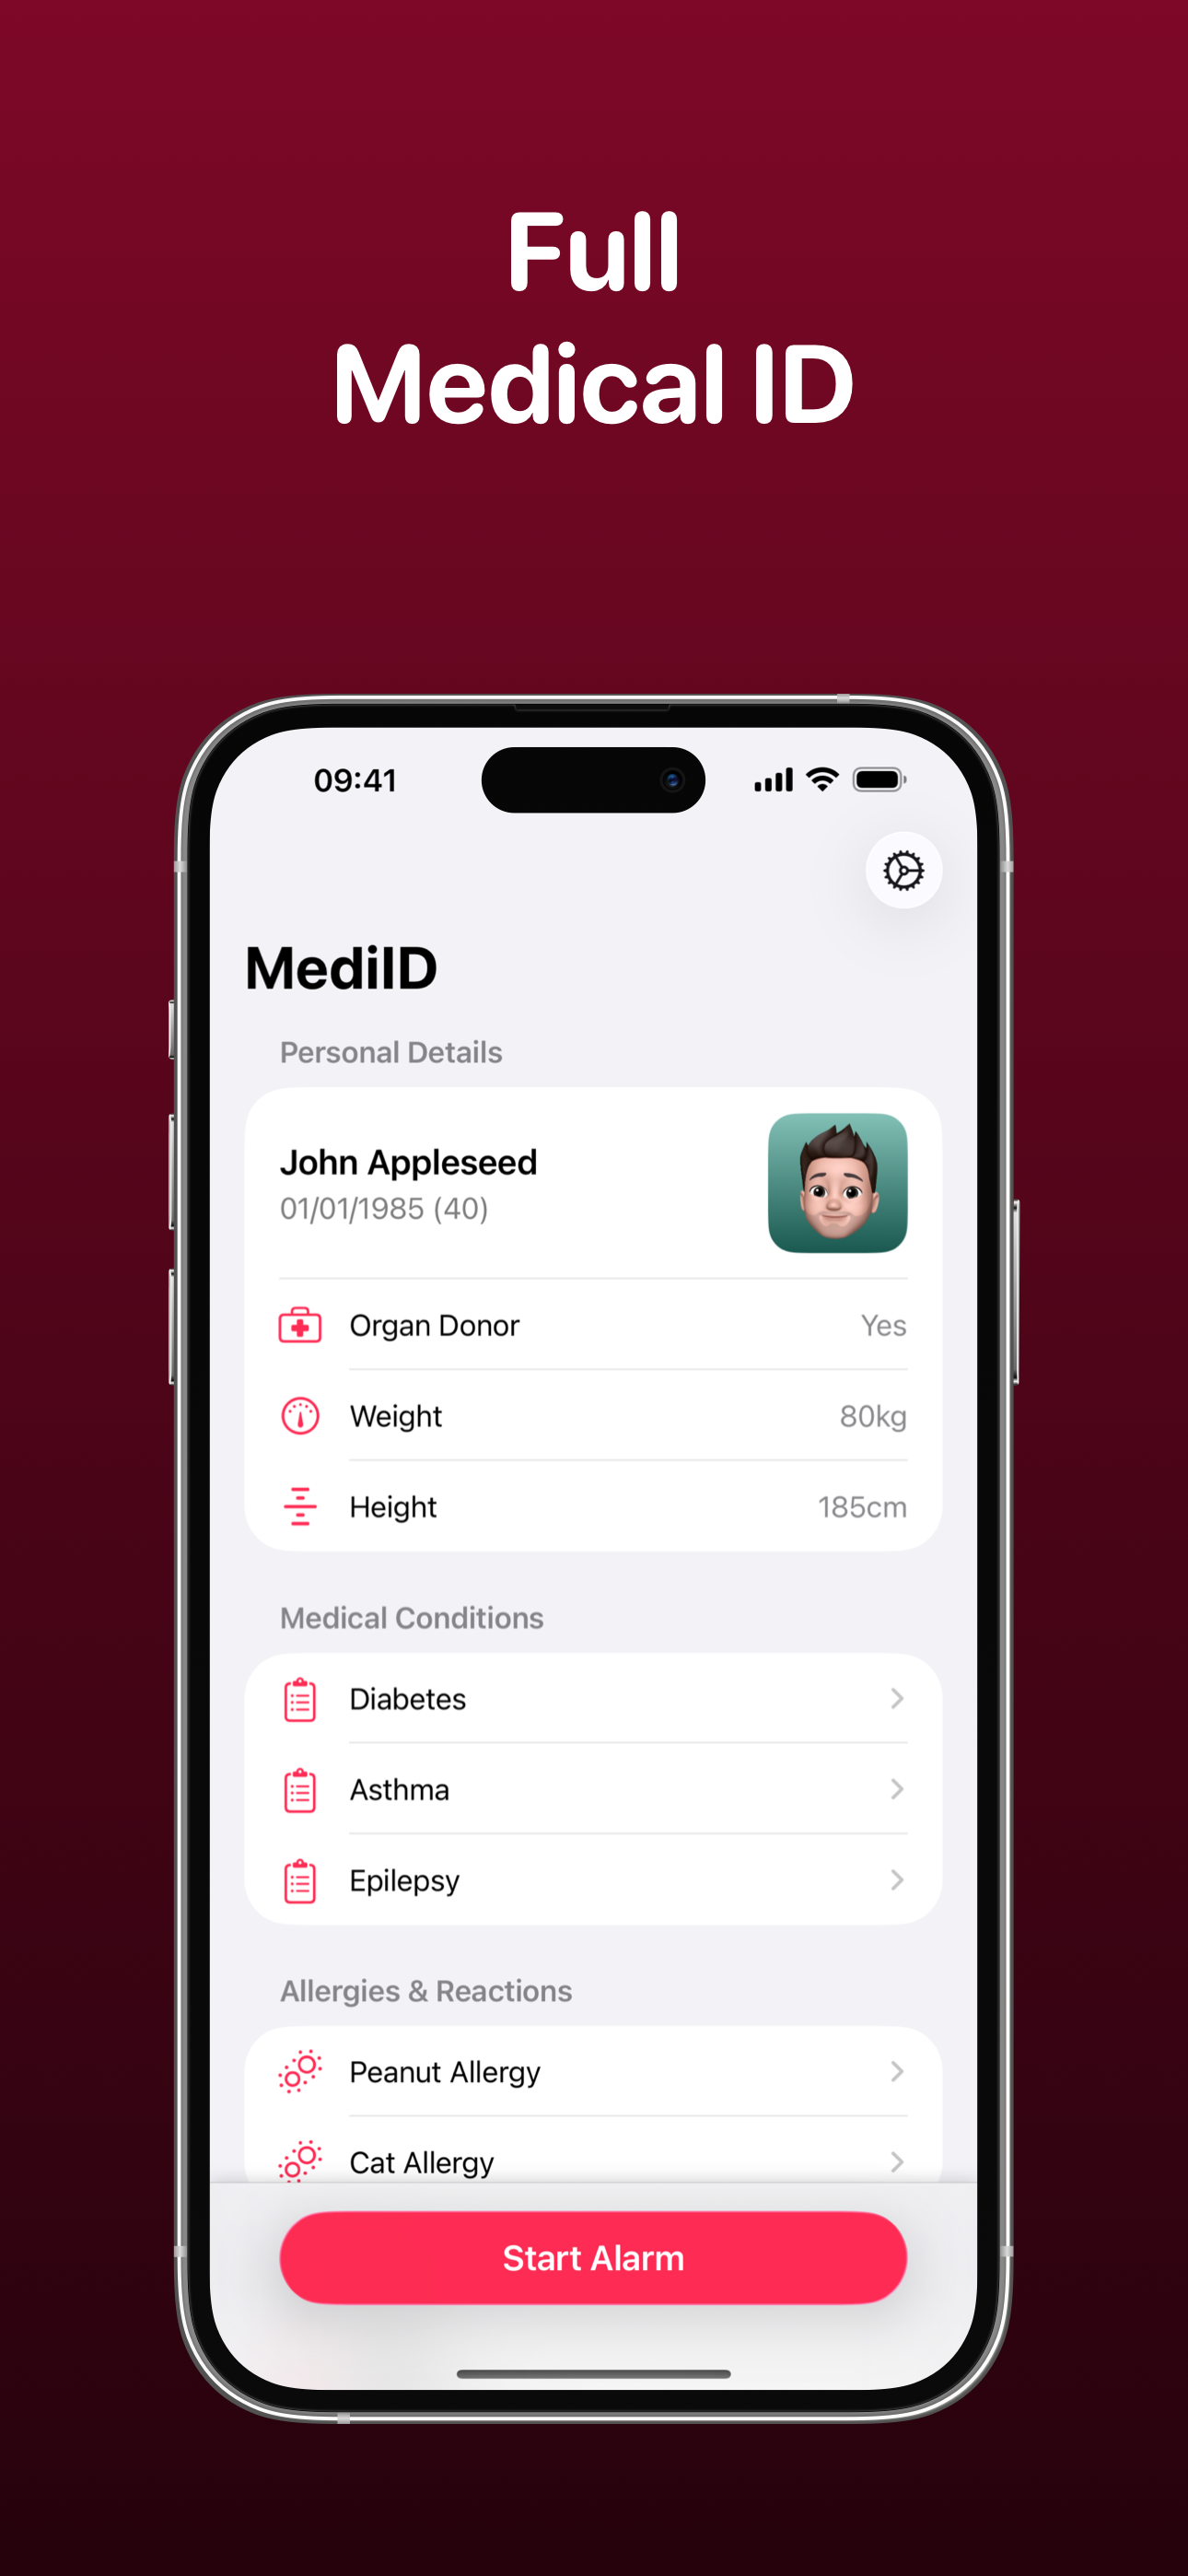 Full
Medical ID
09:41
MediID
Personal Details
John Appleseed
01/01/1985 (40)
Organ Donor Yes
Weight 80kg
Height 185cm
Medical Conditions
Diabetes
Asthma
Epilepsy
Allergies & Reactions
Peanut Allergy
Cat Allergy
Start Alarm